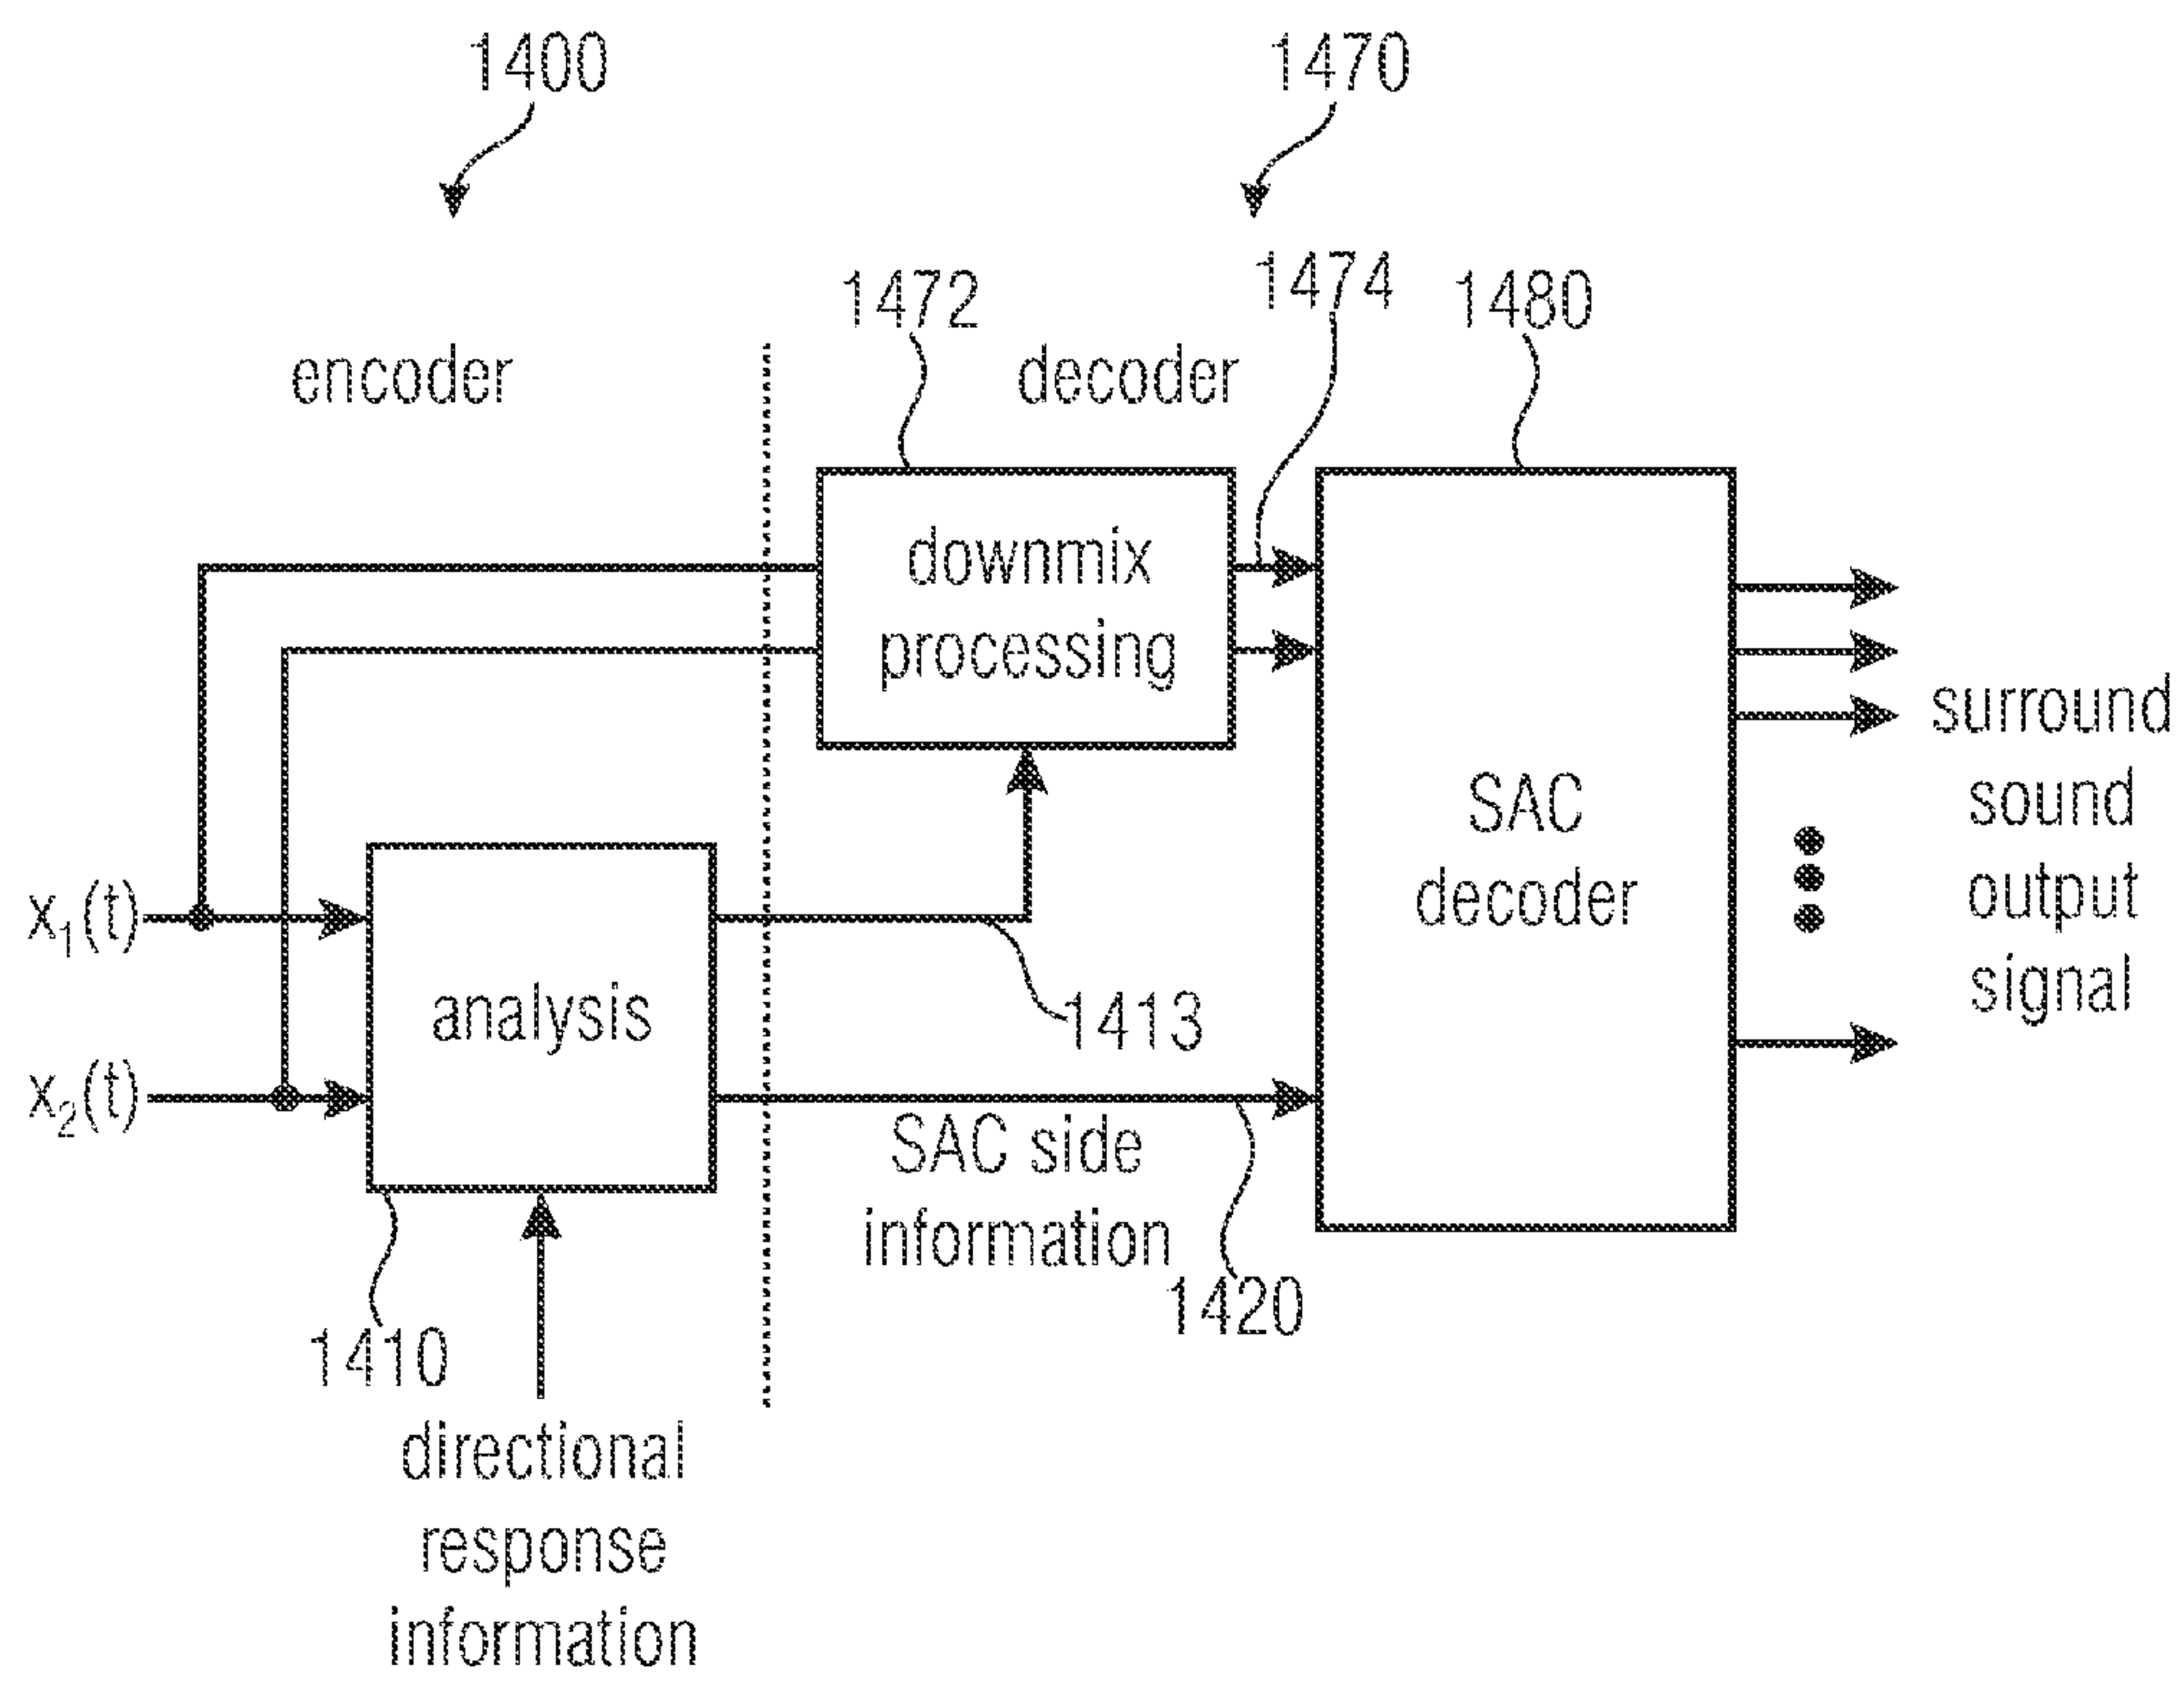 1400
1470
1474
1472
1480
encoder
decoder
downmix
processing
surround
sound
output
signal
SAC
decoder
x₁(t)
analysis
1413
x₂(t)
SAC side
information
1420
1410
directional
response
information